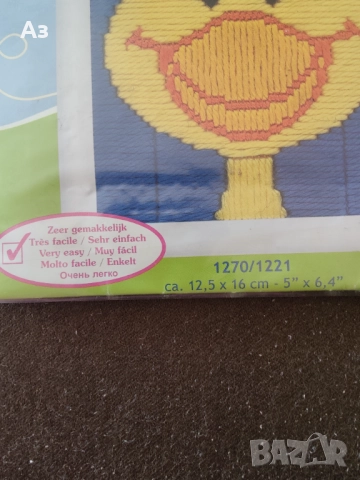 Аз
Zeer gemakkelijk
Très facile / Sehr einfach
Very easy / Muy fácil
Molto facile / Enkelt
Очень легко
1270/1221
ca. 12,5 x 16 cm - 5" x 6,4"
BAZAR